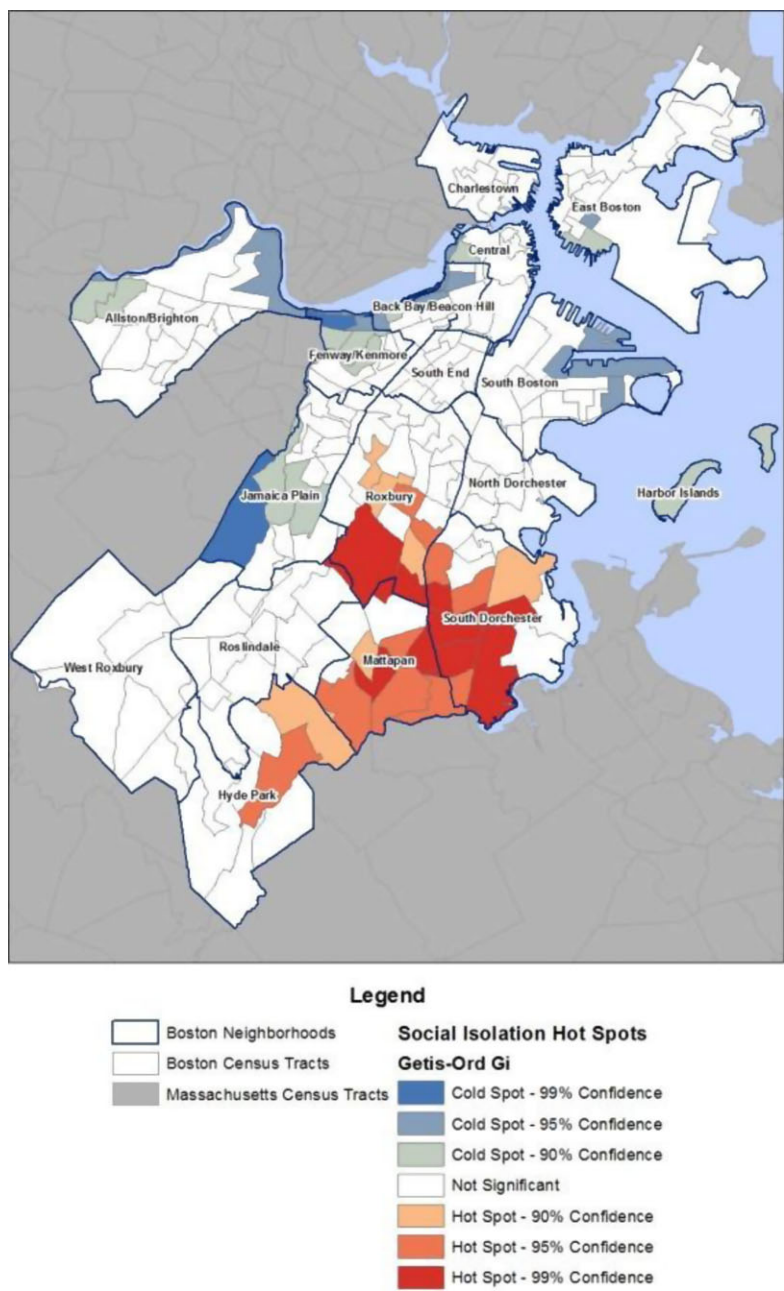 Charlestown
East Boston
Central
Back Bay/Beacon Hill
Allston/Brighton
Fenway/Kenmore
South End
South Boston
Jamaica Plain
Roxbury
North Dorchester
Harbor Islands
South Dorchester
Roslindale
Mattapan
West Roxbury
Hyde Park
Legend
Boston Neighborhoods
Boston Census Tracts
Massachusetts Census Tracts
Social Isolation Hot Spots
Getis-Ord Gi
Cold Spot - 99% Confidence
Cold Spot - 95% Confidence
Cold Spot - 90% Confidence
Not Significant
Hot Spot - 90% Confidence
Hot Spot - 95% Confidence
Hot Spot - 99% Confidence